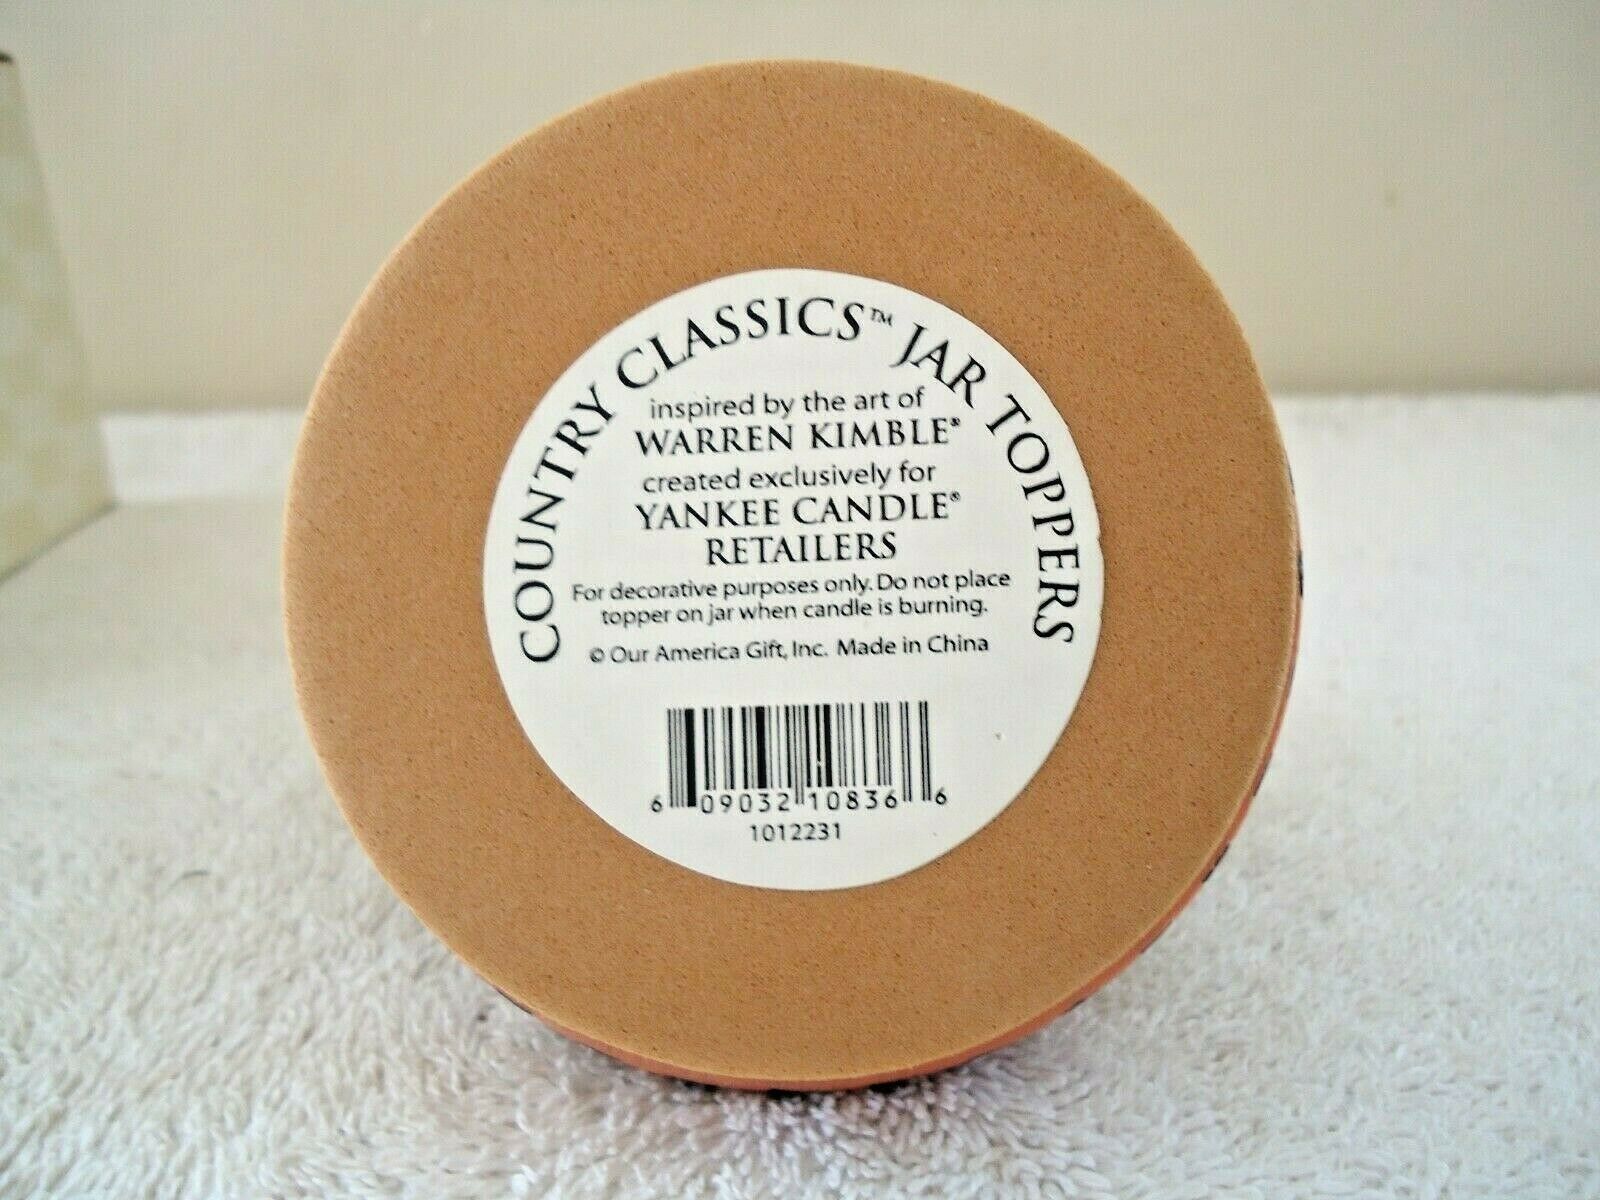 COUNTRY CLASSICS™ JAR TOPPERS
inspired by the art of
WARREN KIMBLE®
created exclusively for
YANKEE CANDLE®
RETAILERS
For decorative purposes only. Do not place
topper on jar when candle is burning.
© Our America Gift, Inc. Made in China
6 09032 10836 6
1012231